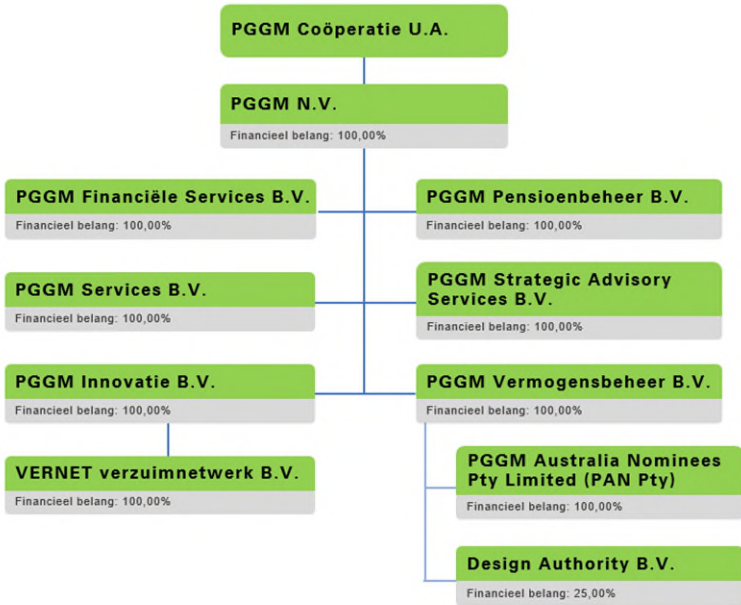 PGGM Coöperatie U.A.
PGGM N.V.
Financieel belang: 100,00%
PGGM Financiële Services B.V.
Financieel belang: 100,00%
PGGM Pensioenbeheer B.V.
Financieel belang: 100,00%
PGGM Services B.V.
Financieel belang: 100,00%
PGGM Strategic Advisory
Services B.V.
Financieel belang: 100,00%
PGGM Innovatie B.V.
Financieel belang: 100,00%
PGGM Vermogensbeheer B.V.
Financieel belang: 100,00%
VERNET verzuimnetwerk B.V.
Financieel belang: 100,00%
PGGM Australia Nominees
Pty Limited (PAN Pty)
Financieel belang: 100,00%
Design Authority B.V.
Financieel belang: 25,00%